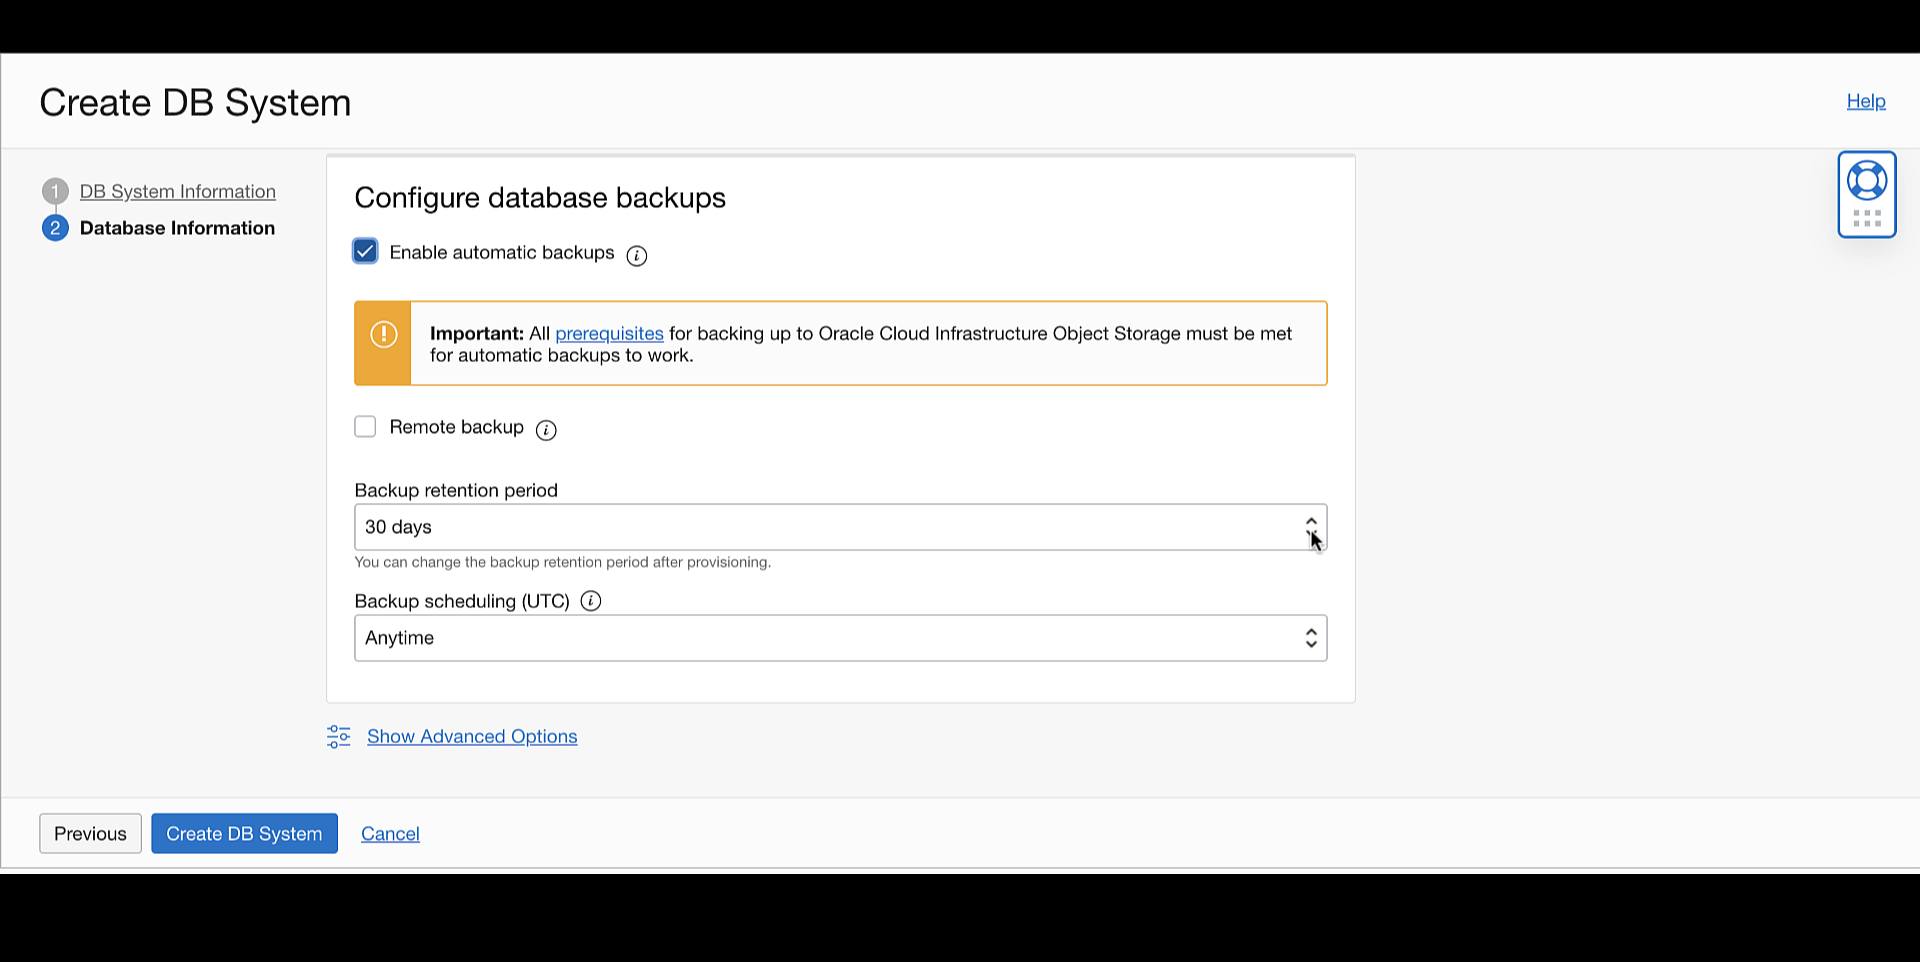 Create DB System
Help
1 DB System Information
2 Database Information
Configure database backups
Enable automatic backups i
! Important: All prerequisites for backing up to Oracle Cloud Infrastructure Object Storage must be met
for automatic backups to work.
Remote backup i
Backup retention period
30 days
You can change the backup retention period after provisioning.
Backup scheduling (UTC) i
Anytime
Show Advanced Options
Previous
Create DB System
Cancel